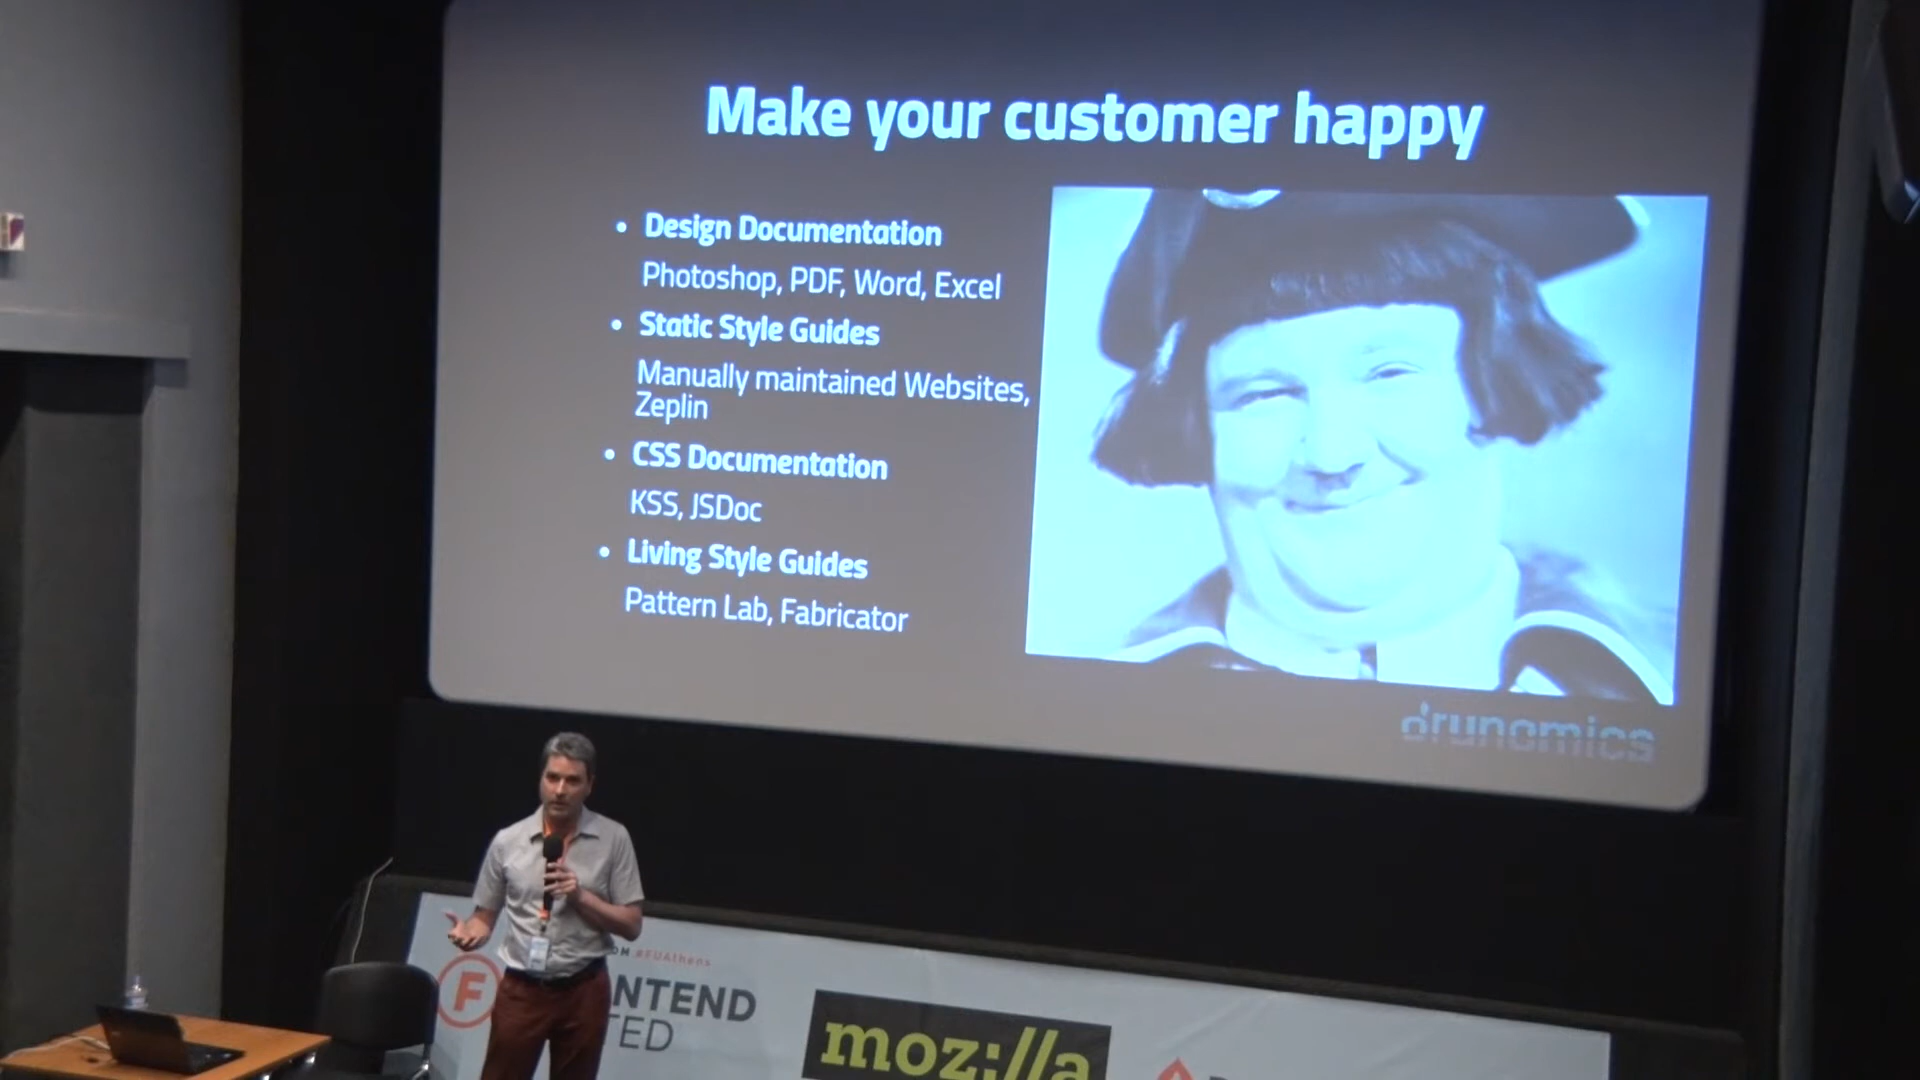 Make your customer happy
• Design Documentation
Photoshop, PDF, Word, Excel
• Static Style Guides
Manually maintained Websites,
Zeplin
• CSS Documentation
KSS, JSDoc
• Living Style Guides
Pattern Lab, Fabricator
drunomics
#FUAthens
F
NTEND
TED
moz://a